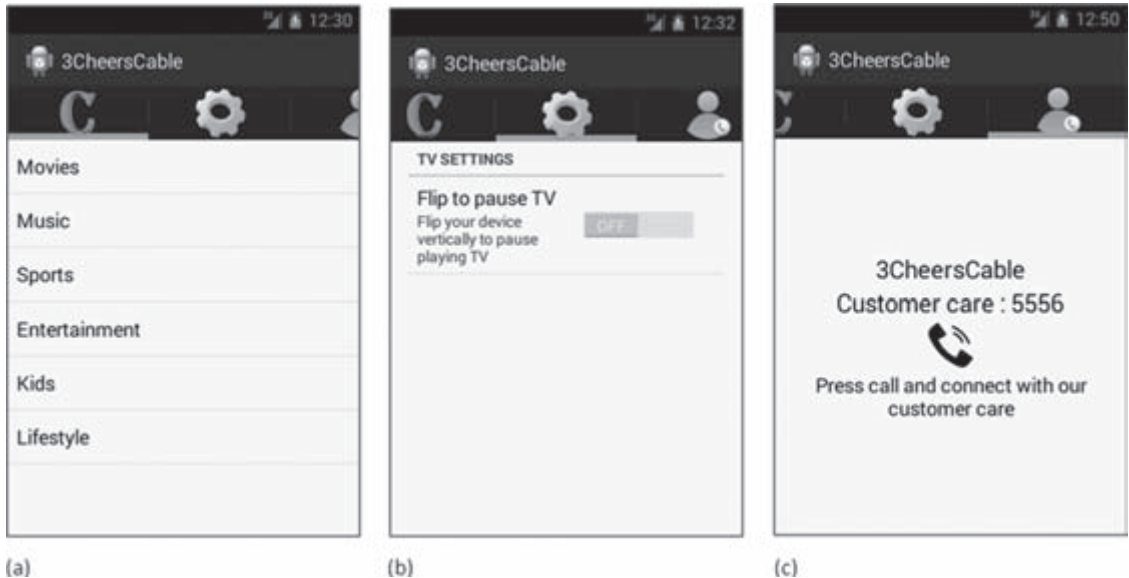 12:30
3CheersCable
C
Movies
Music
Sports
Entertainment
Kids
Lifestyle
(a)
12:32
3CheersCable
C
TV SETTINGS
Flip to pause TV
Flip your device
vertically to pause
playing TV
OFF
(b)
12:50
3CheersCable
3CheersCable
Customer care : 5556
Press call and connect with our
customer care
(c)